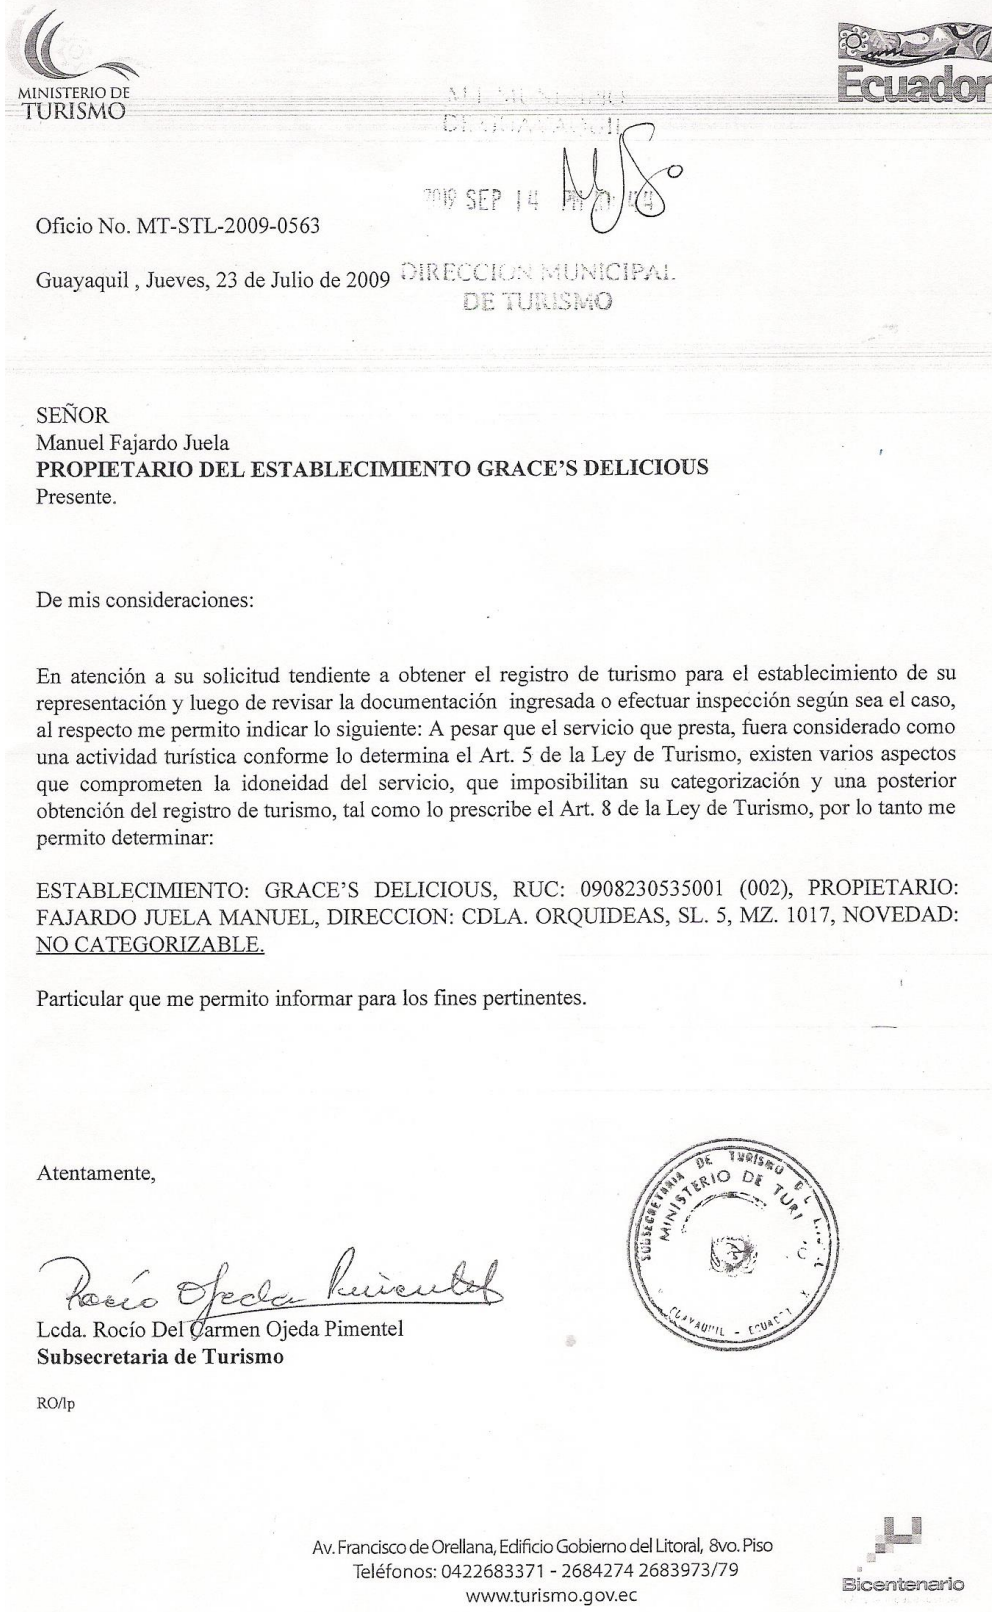 MINISTERIO DE
TURISMO
Ecuador
SEP 14
Oficio No. MT-STL-2009-0563
Guayaquil , Jueves, 23 de Julio de 2009
DIRECCION MUNICIPAL
DE TURISMO
SEÑOR
Manuel Fajardo Juela
PROPIETARIO DEL ESTABLECIMIENTO GRACE'S DELICIOUS
Presente.
De mis consideraciones:
En atención a su solicitud tendiente a obtener el registro de turismo para el establecimiento de su
representación y luego de revisar la documentación ingresada o efectuar inspección según sea el caso,
al respecto me permito indicar lo siguiente: A pesar que el servicio que presta, fuera considerado como
una actividad turística conforme lo determina el Art. 5 de la Ley de Turismo, existen varios aspectos
que comprometen la idoneidad del servicio, que imposibilitan su categorización y una posterior
obtención del registro de turismo, tal como lo prescribe el Art. 8 de la Ley de Turismo, por lo tanto me
permito determinar:
ESTABLECIMIENTO: GRACE'S DELICIOUS, RUC: 0908230535001 (002), PROPIETARIO:
FAJARDO JUELA MANUEL, DIRECCION: CDLA. ORQUIDEAS, SL. 5, MZ. 1017, NOVEDAD:
NO CATEGORIZABLE.
Particular que me permito informar para los fines pertinentes.
Atentamente,
SUBSECRETARIA DE TURISMO
MINISTERIO DE
GUAYAQUIL - ECUADOR
Rocío Ojeda Pimentel
Lcda. Rocío Del Carmen Ojeda Pimentel
Subsecretaria de Turismo
RO/lp
Av. Francisco de Orellana, Edificio Gobierno del Litoral, 8vo. Piso
Teléfonos: 0422683371 - 2684274 2683973/79
www.turismo.gov.ec
Bicentenario